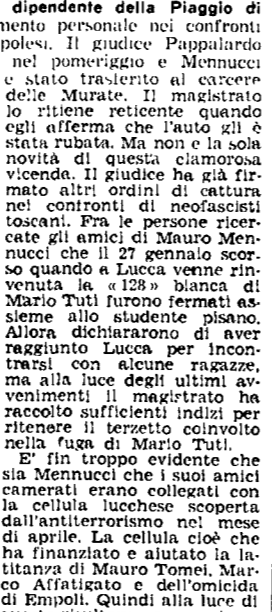 dipendente della Piaggio di
mento personale nei confronti
polesi. Il giudice Pappalardo
nel pomeriggio e Mennucci
e stato trasferito al carcere
delle Murate. Il magistrato
lo ritiene reticente quando
egli afferma che l'auto gli è
stata rubata. Ma non e la sola
novità di questa clamorosa
vicenda. Il giudice ha già fir-
mato altri ordini di cattura
nei confronti di neofascisti
toscani. Fra le persone ricer-
cate gli amici di Mauro Men-
nucci che il 27 gennaio scor-
so quando a Lucca venne rin-
venuta la «128» bianca di
Mario Tuti furono fermati as-
sieme allo studente pisano.
Allora dichiararono di aver
raggiunto Lucca per incon-
trarsi con alcune ragazze,
ma alla luce degli ultimi av-
venimenti il magistrato ha
raccolto sufficienti indizi per
ritenere il terzetto coinvolto
nella fuga di Mario Tuti.
E' fin troppo evidente che
sia Mennucci che i suoi amici
camerati erano collegati con
la cellula lucchese scoperta
dall'antiterrorismo nel mese
di aprile. La cellula cioè che
ha finanziato e aiutato la la-
titanza di Mauro Tomei, Mar-
co Affatigato e dell'omicida
di Empoli. Quindi alla luce di